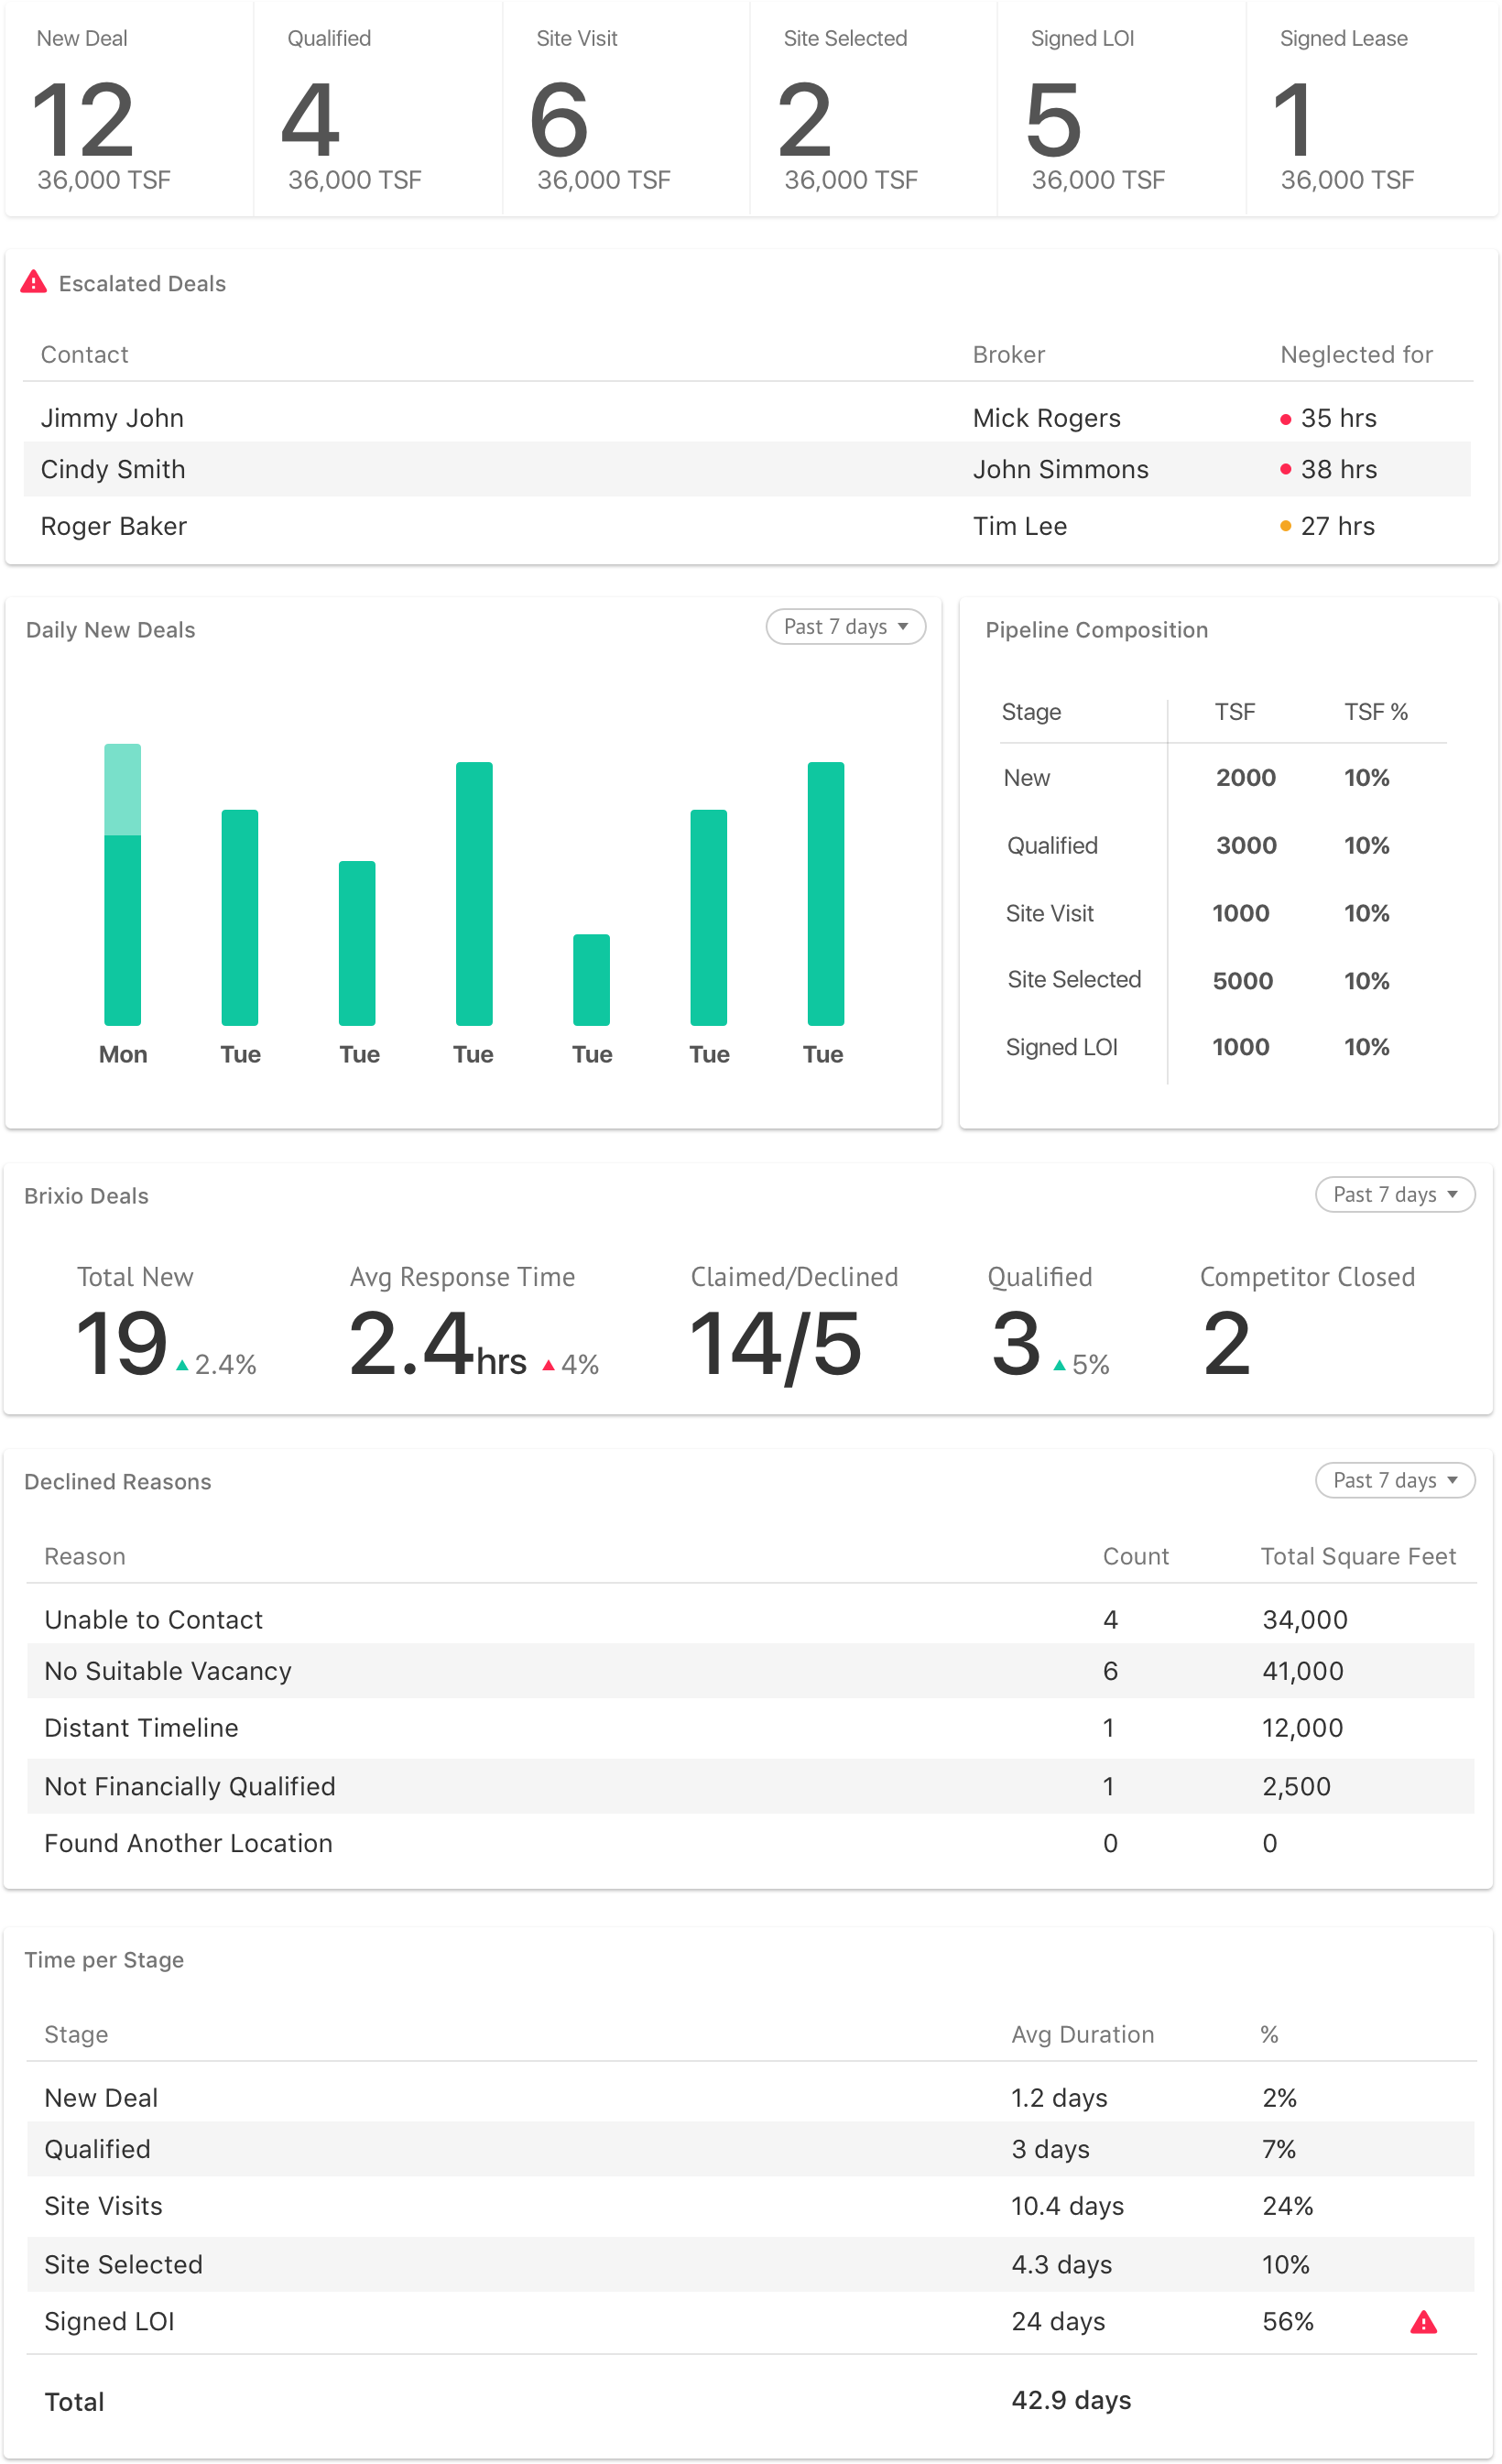 New Deal Qualified Site Visit Site Selected Signed LOI Signed Lease
12 4 6 2 5 1
36,000 TSF 36,000 TSF 36,000 TSF 36,000 TSF 36,000 TSF 36,000 TSF
Escalated Deals
Contact Broker Neglected for
Jimmy John Mick Rogers 35 hrs
Cindy Smith John Simmons 38 hrs
Roger Baker Tim Lee 27 hrs
Daily New Deals Past 7 days
Mon Tue Tue Tue Tue Tue Tue
Pipeline Composition
Stage TSF TSF %
New 2000 10%
Qualified 3000 10%
Site Visit 1000 10%
Site Selected 5000 10%
Signed LOI 1000 10%
Brixio Deals Past 7 days
Total New Avg Response Time Claimed/Declined Qualified Competitor Closed
19 2.4% 2.4hrs 4% 14/5 3 5% 2
Declined Reasons Past 7 days
Reason Count Total Square Feet
Unable to Contact 4 34,000
No Suitable Vacancy 6 41,000
Distant Timeline 1 12,000
Not Financially Qualified 1 2,500
Found Another Location 0 0
Time per Stage
Stage Avg Duration %
New Deal 1.2 days 2%
Qualified 3 days 7%
Site Visits 10.4 days 24%
Site Selected 4.3 days 10%
Signed LOI 24 days 56%
Total 42.9 days